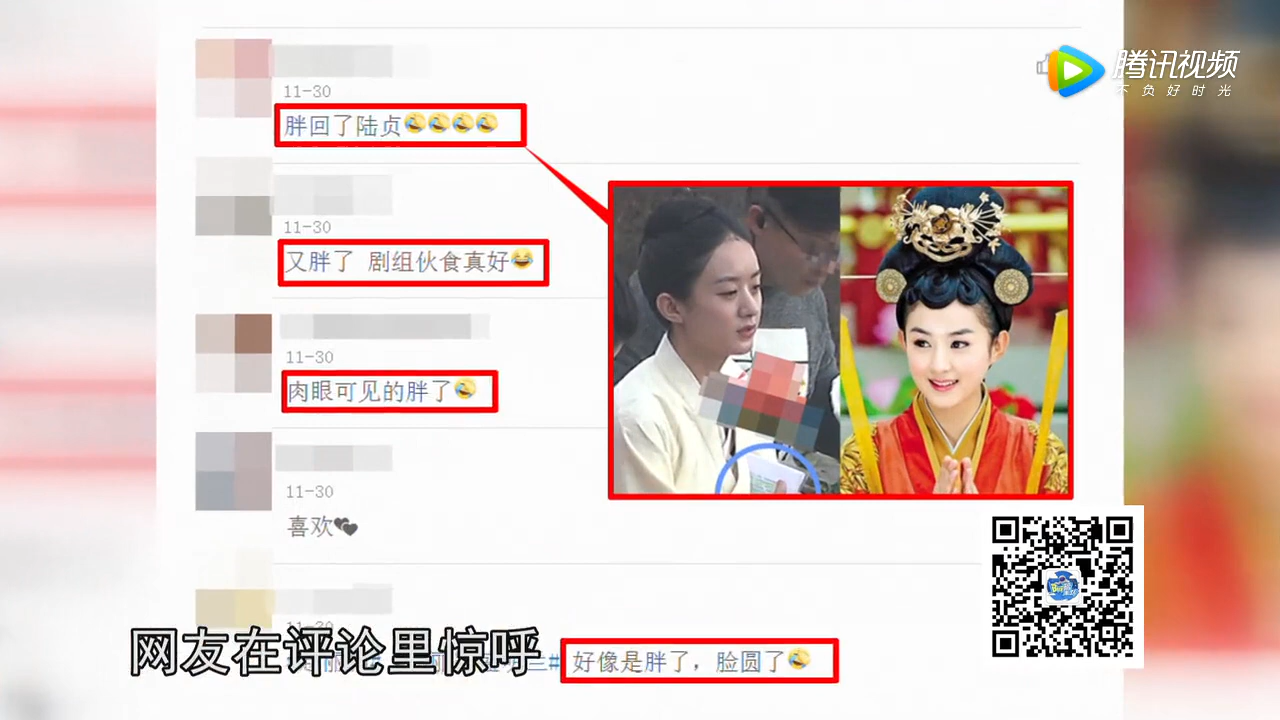 腾讯视频
不负好时光
11-30
胖回了陆贞
11-30
又胖了 剧组伙食真好
11-30
肉眼可见的胖了
11-30
喜欢
11-30
网友在评论里惊呼
好像是胖了，脸圆了